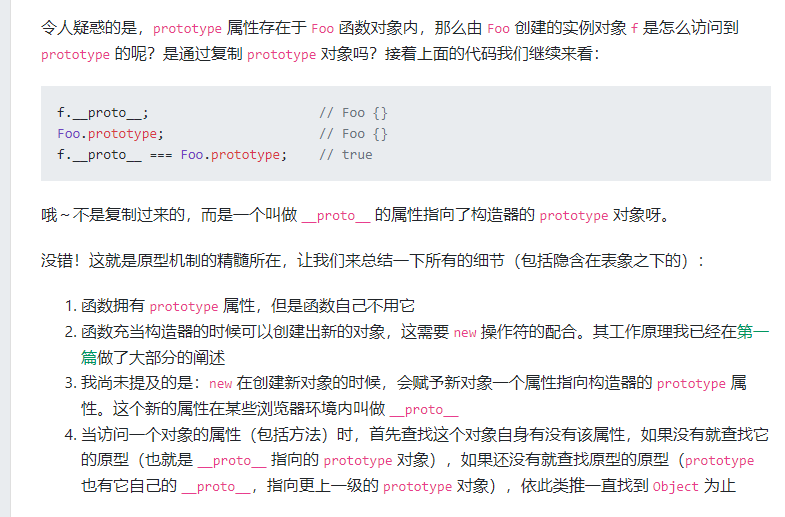 令人疑惑的是，prototype 属性存在于 Foo 函数对象内，那么由 Foo 创建的实例对象 f 是怎么访问到
prototype 的呢？是通过复制 prototype 对象吗？接着上面的代码我们继续来看：
f.__proto__; // Foo {}
Foo.prototype; // Foo {}
f.__proto__ === Foo.prototype; // true
哦～不是复制过来的，而是一个叫做 __proto__ 的属性指向了构造器的 prototype 对象呀。
没错！这就是原型机制的精髓所在，让我们来总结一下所有的细节（包括隐含在表象之下的）：
1. 函数拥有 prototype 属性，但是函数自己不用它
2. 函数充当构造器的时候可以创建出新的对象，这需要 new 操作符的配合。其工作原理我已经在第一
篇做了大部分的阐述
3. 我尚未提及的是：new 在创建新对象的时候，会赋予新对象一个属性指向构造器的 prototype 属
性。这个新的属性在某些浏览器环境内叫做 __proto__
4. 当访问一个对象的属性（包括方法）时，首先查找这个对象自身有没有该属性，如果没有就查找它
的原型（也就是 __proto__ 指向的 prototype 对象），如果还没有就查找原型的原型（prototype
也有它自己的 __proto__，指向更上一级的 prototype 对象），依此类推一直找到 Object 为止